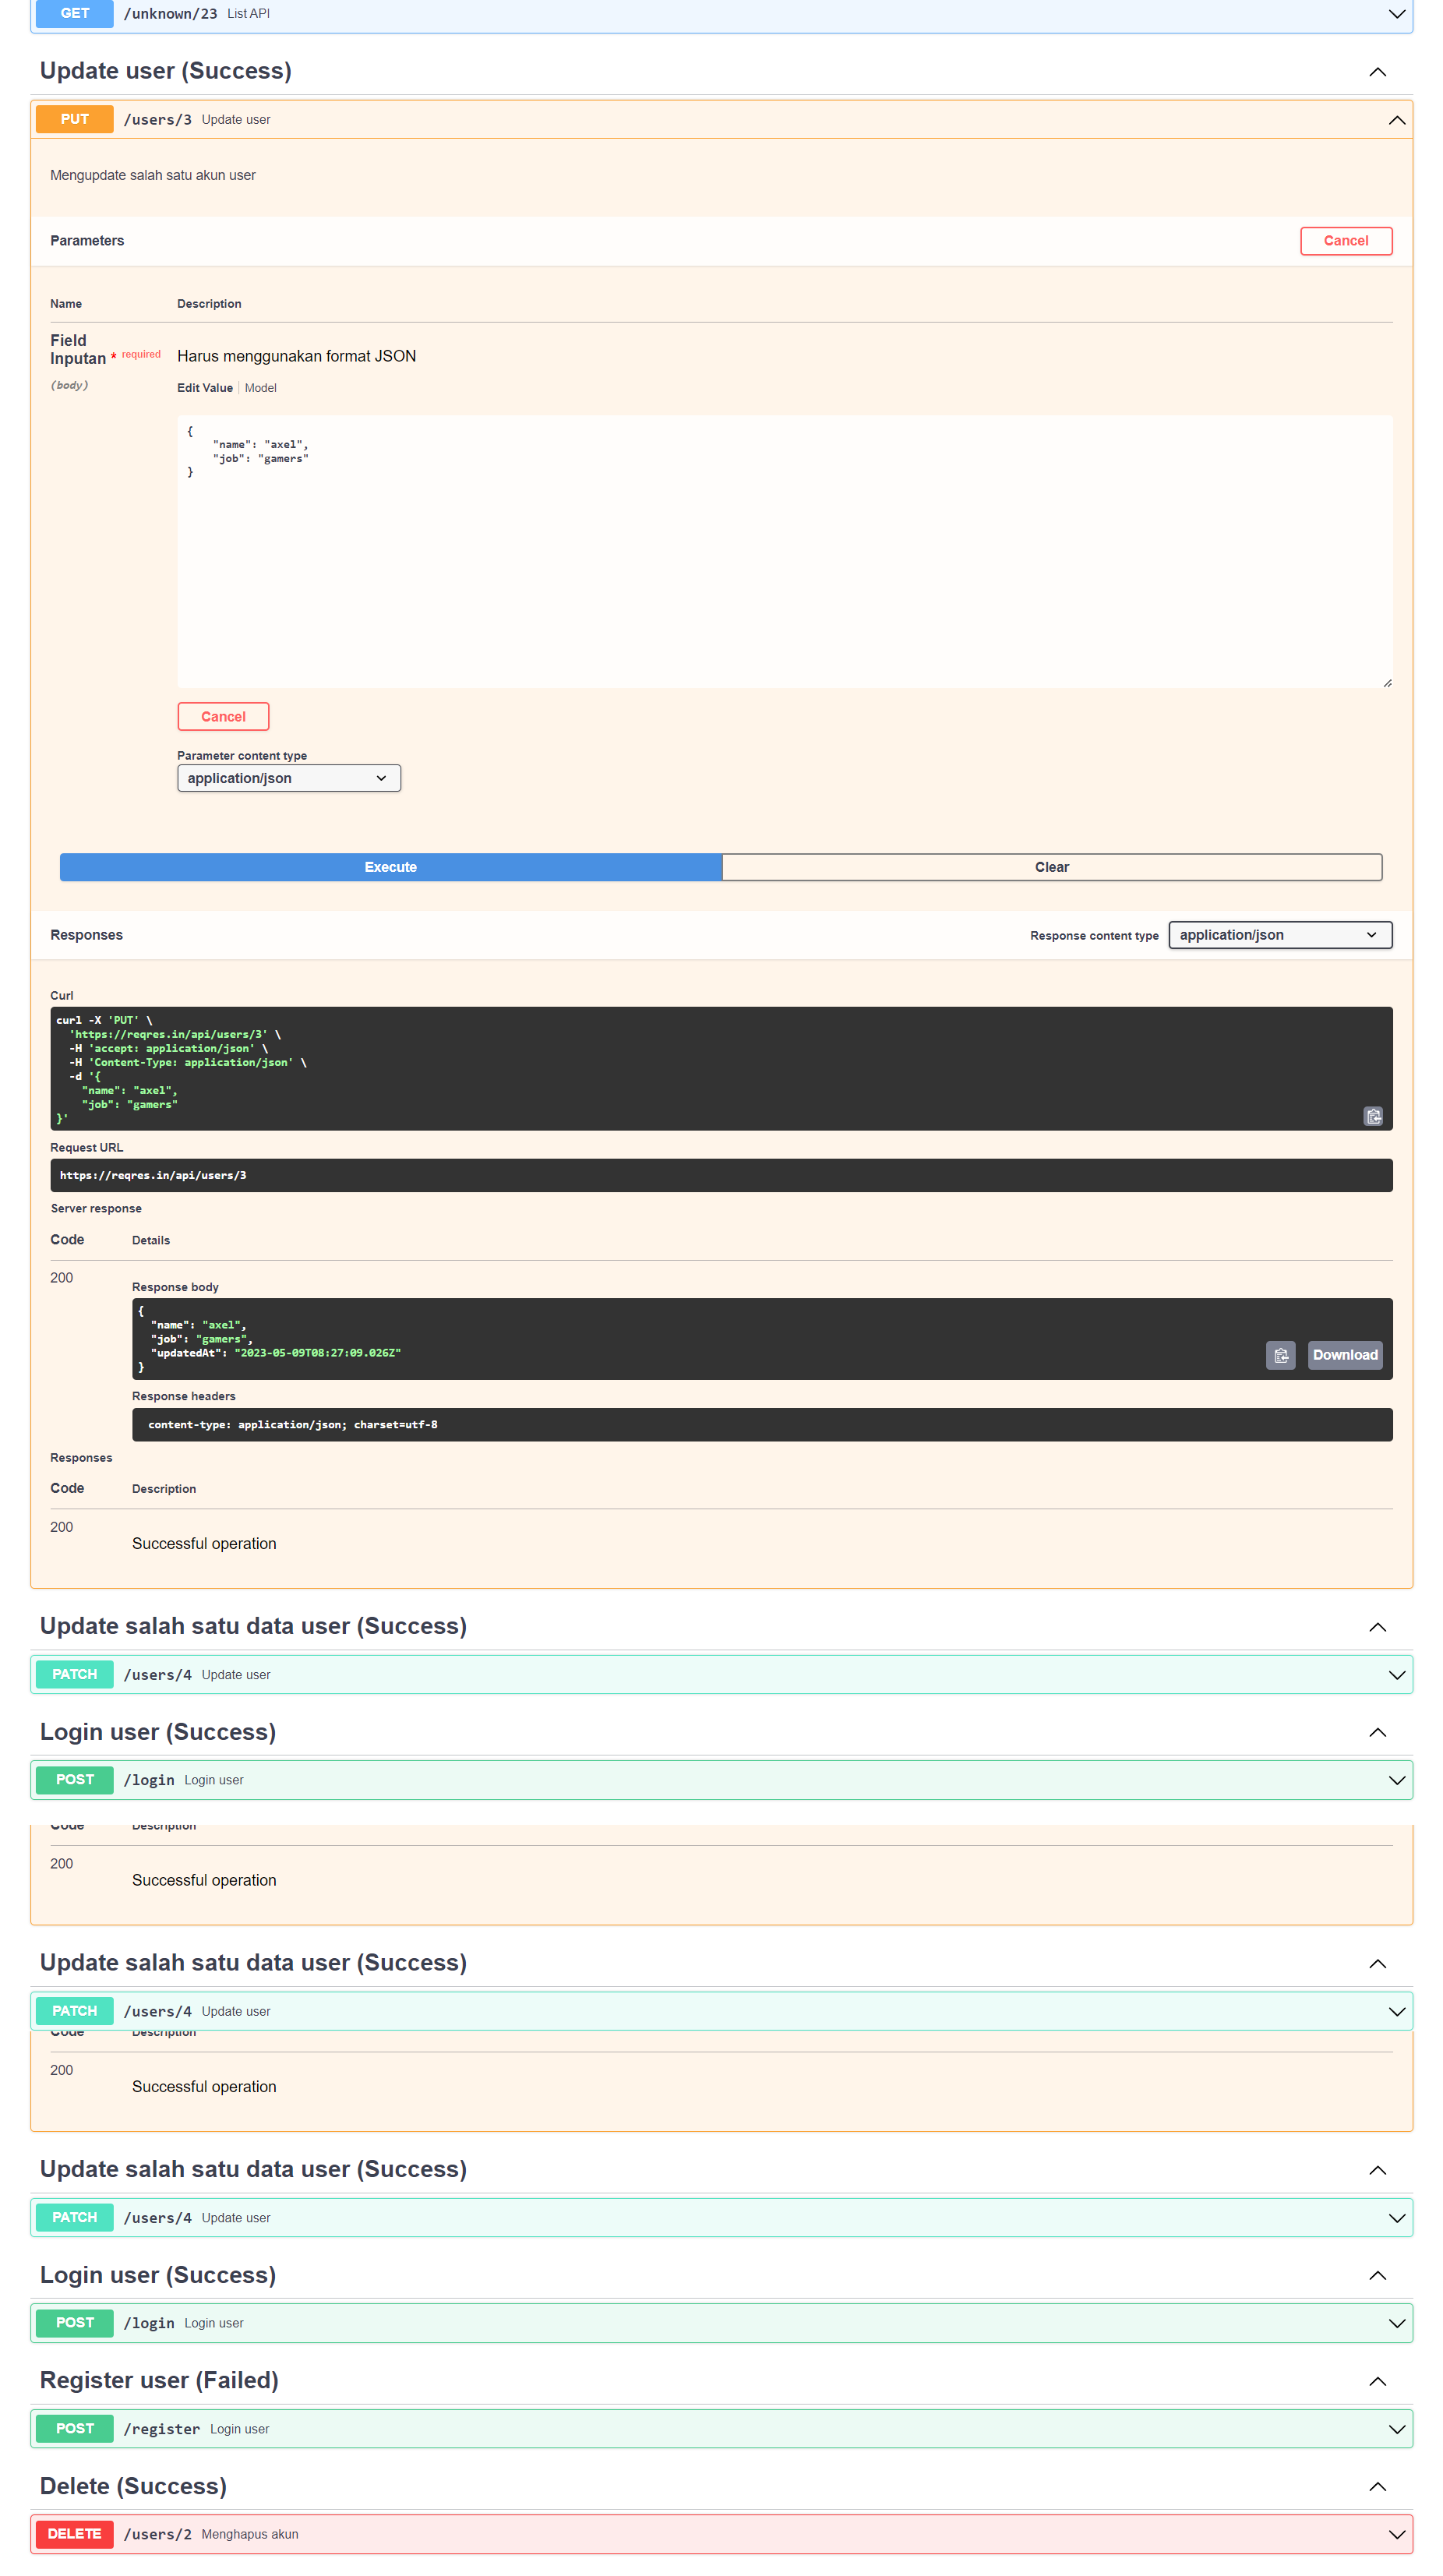 GET /unknown/23 List API
Update user (Success)
PUT /users/3 Update user
Mengupdate salah satu akun user
Parameters Cancel
Name Description
Field
Inputan * required
(body)
Harus menggunakan format JSON
Edit Value Model
{
    "name": "axel",
    "job": "gamers"
}
Cancel
Parameter content type
application/json
Execute Clear
Responses Response content type application/json
Curl
curl -X 'PUT' \
  'https://reqres.in/api/users/3' \
  -H 'accept: application/json' \
  -H 'Content-Type: application/json' \
  -d '{
    "name": "axel",
    "job": "gamers"
}'
Request URL
https://reqres.in/api/users/3
Server response
Code Details
200
Response body
{
  "name": "axel",
  "job": "gamers",
  "updatedAt": "2023-05-09T08:27:09.026Z"
}
Download
Response headers
content-type: application/json; charset=utf-8
Responses
Code Description
200
Successful operation
Update salah satu data user (Success)
PATCH /users/4 Update user
Login user (Success)
POST /login Login user
Code Description
200
Successful operation
Update salah satu data user (Success)
PATCH /users/4 Update user
Code Description
200
Successful operation
Update salah satu data user (Success)
PATCH /users/4 Update user
Login user (Success)
POST /login Login user
Register user (Failed)
POST /register Login user
Delete (Success)
DELETE /users/2 Menghapus akun